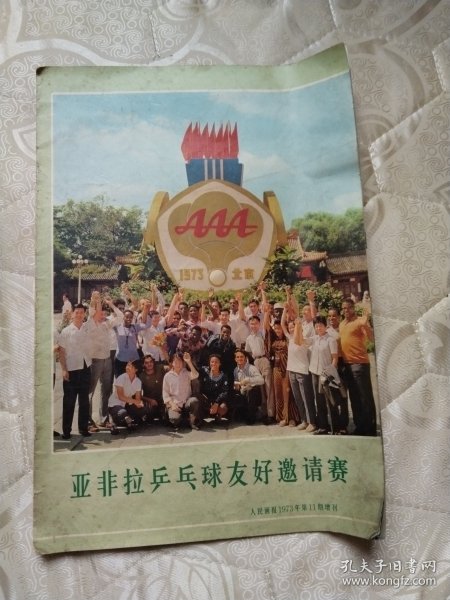 AAA
1973 北京
亚非拉乒乓球友好邀请赛
人民画报1973年第11期增刊
孔夫子旧书网
www.kongfz.com